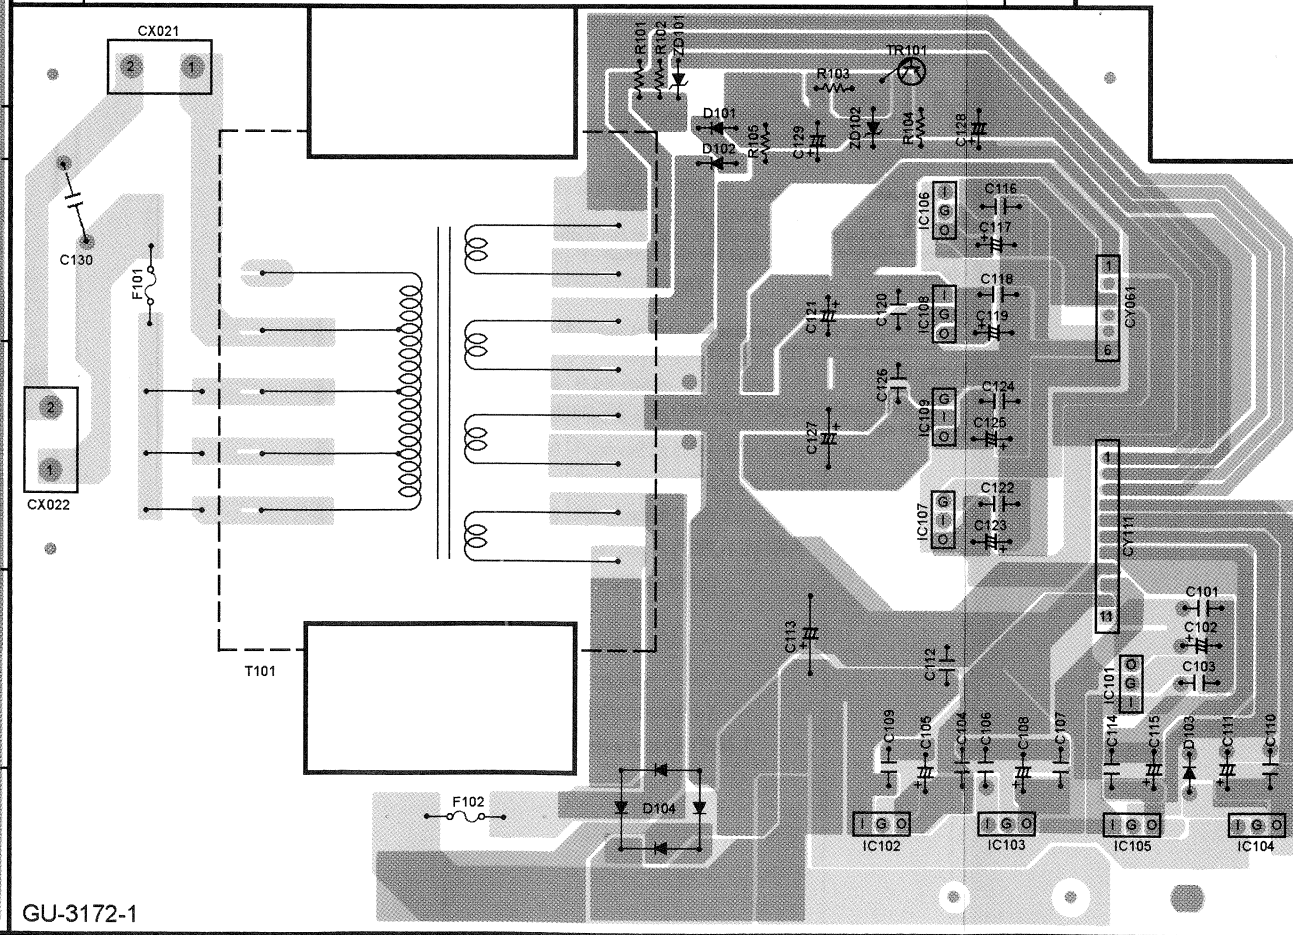 CX021
2 1
R101
R102
ZD101
TR101
R103
D101
D102
R105
C129
ZD102
R104
C128
C130
F101
IC106
I
G
O
C116
C117
+
1
CY061
6
C121
+
C120
IC108
I
G
O
C118
C119
+
C126
C127
+
IC109
G
I
O
C124
C125
+
2
1
CX022
IC107
G
I
O
C122
C123
+
1
CY111
11
C101
C102
+
C103
T101
C113
+
C112
IC101
O
G
I
C109
C105
+
C104
C106
C108
+
C107
C114
C115
+
D103
C111
+
C110
F102
D104
I G O
IC102
I G O
IC103
I G O
IC105
I G O
IC104
GU-3172-1